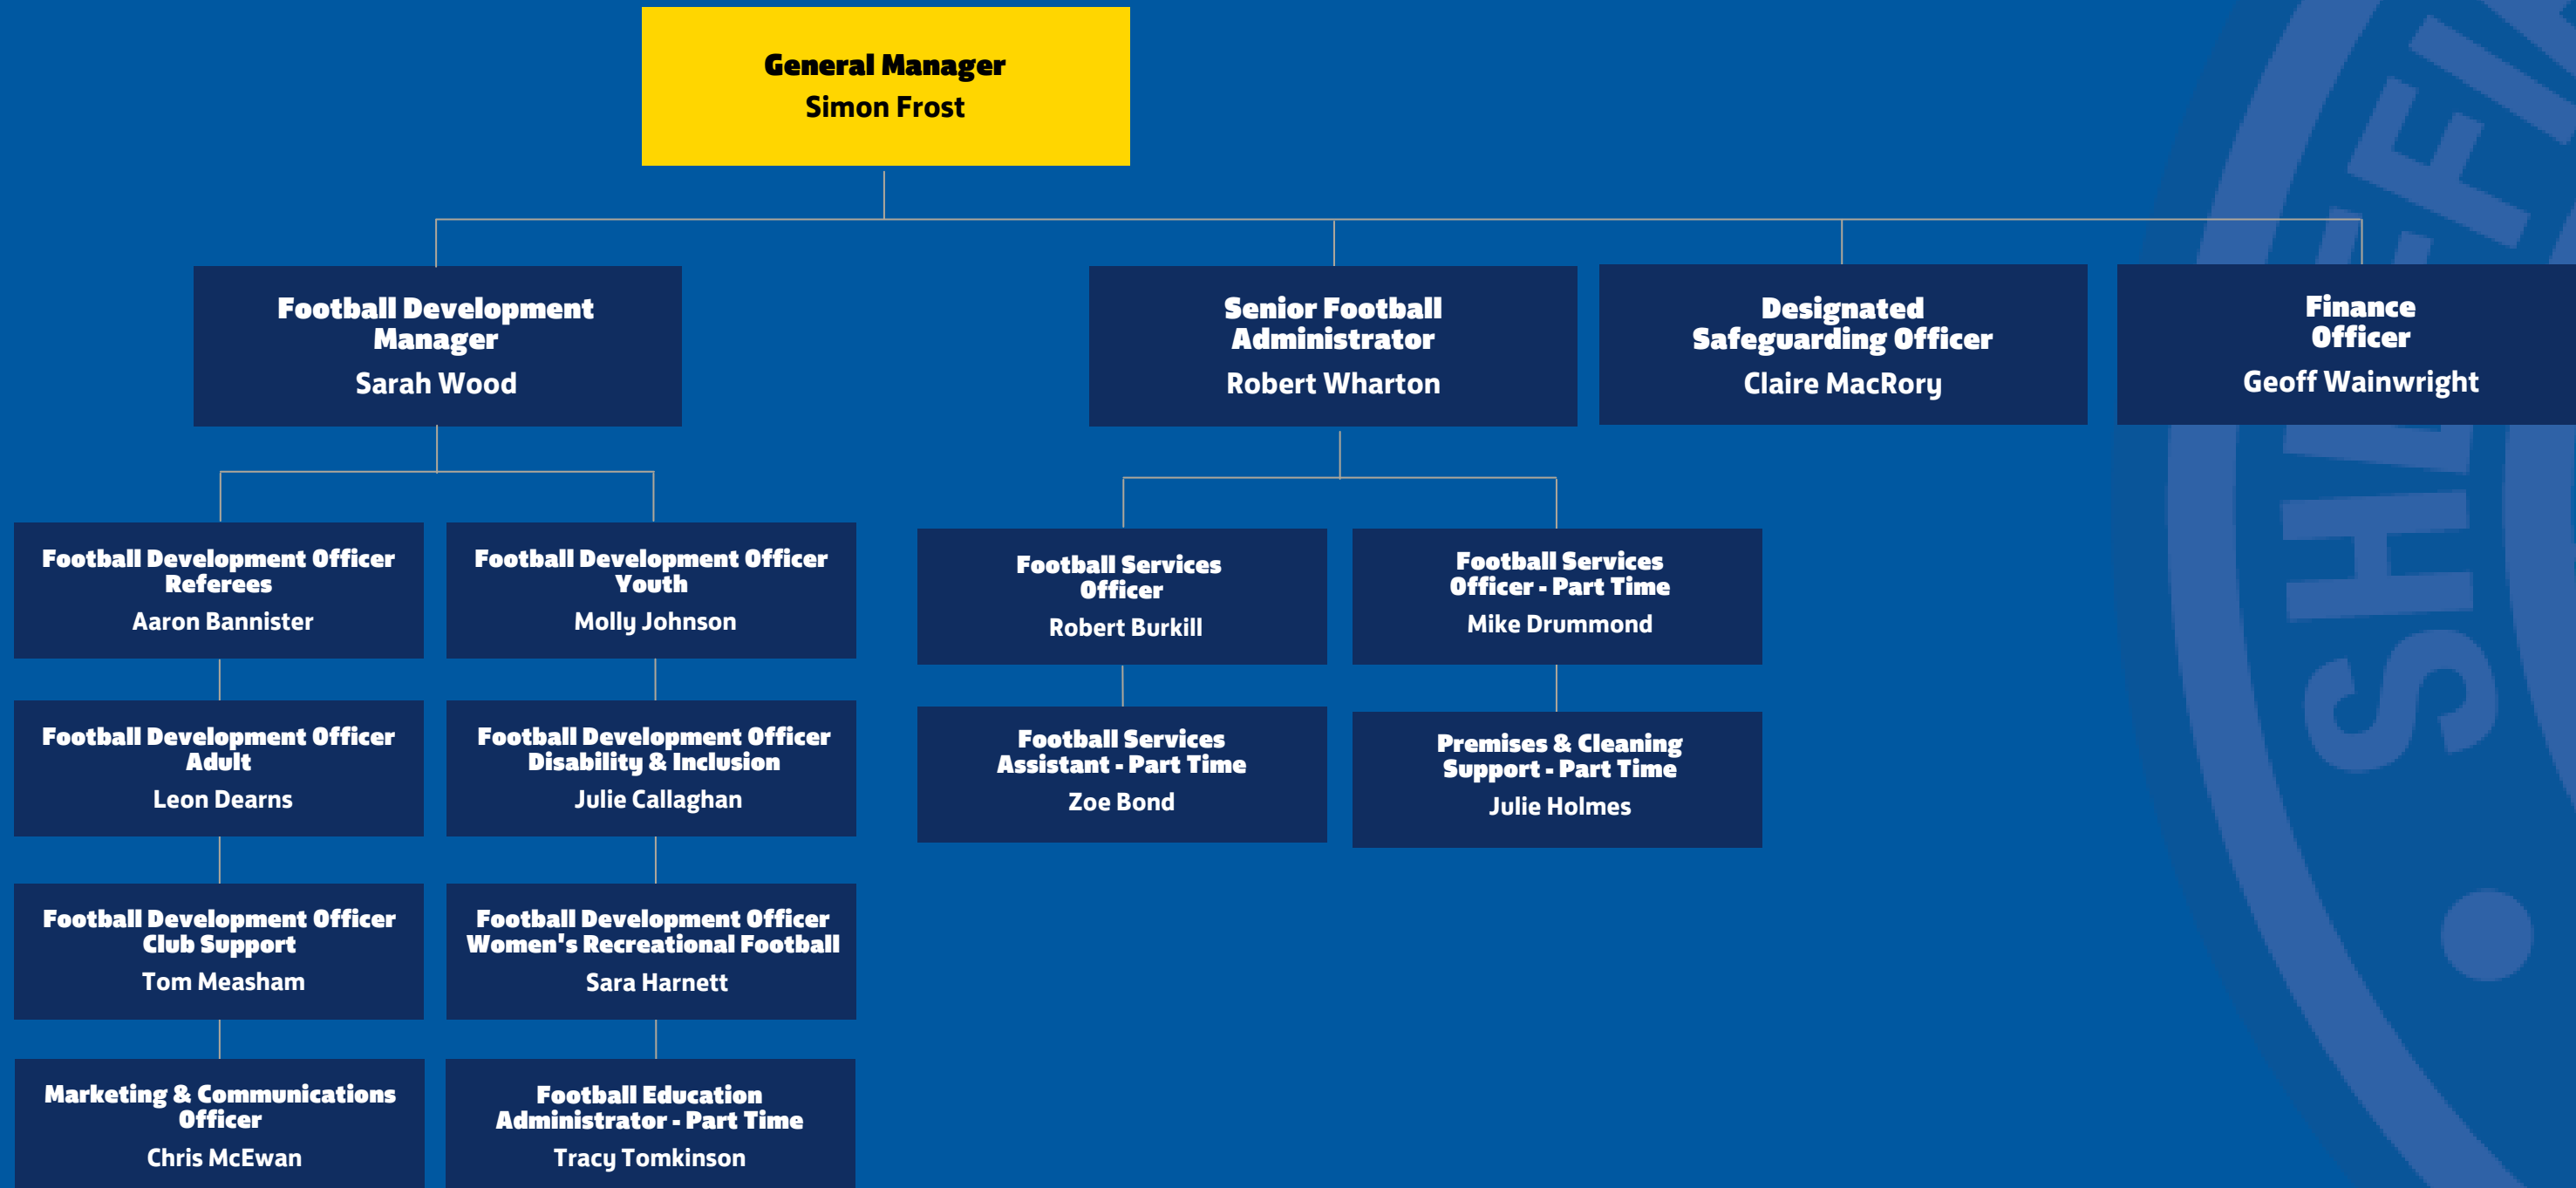 General Manager
Simon Frost
Football Development
Manager
Sarah Wood
Senior Football
Administrator
Robert Wharton
Designated
Safeguarding Officer
Claire MacRory
Finance
Officer
Geoff Wainwright
Football Development Officer
Referees
Aaron Bannister
Football Development Officer
Youth
Molly Johnson
Football Services
Officer
Robert Burkill
Football Services
Officer - Part Time
Mike Drummond
Football Development Officer
Adult
Leon Dearns
Football Development Officer
Disability & Inclusion
Julie Callaghan
Football Services
Assistant - Part Time
Zoe Bond
Premises & Cleaning
Support - Part Time
Julie Holmes
Football Development Officer
Club Support
Tom Measham
Football Development Officer
Women's Recreational Football
Sara Harnett
Marketing & Communications
Officer
Chris McEwan
Football Education
Administrator - Part Time
Tracy Tomkinson